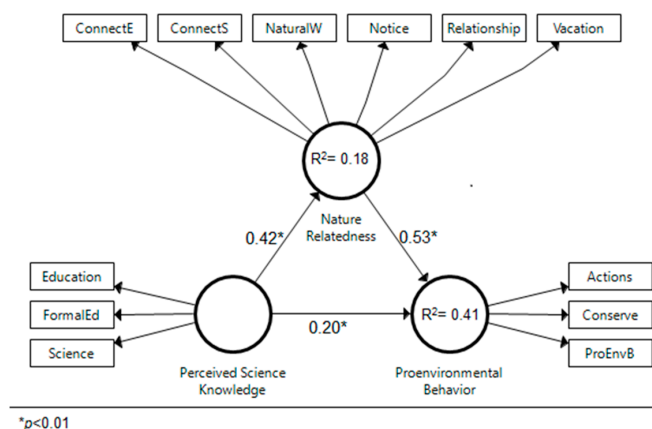 ConnectE
ConnectS
NaturalW
Notice
Relationship
Vacation
R²= 0.18
Nature
Relatedness
0.42*
0.53*
Education
FormalEd
Science
0.20*
R²= 0.41
Actions
Conserve
ProEnvB
Perceived Science
Knowledge
Proenvironmental
Behavior
*p<0.01